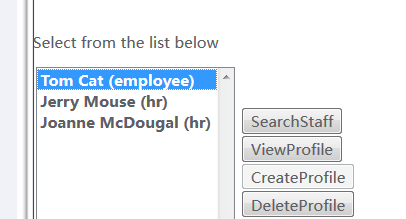 Select from the list below
Tom Cat (employee)
Jerry Mouse (hr)
Joanne McDougal (hr)
SearchStaff
ViewProfile
CreateProfile
DeleteProfile